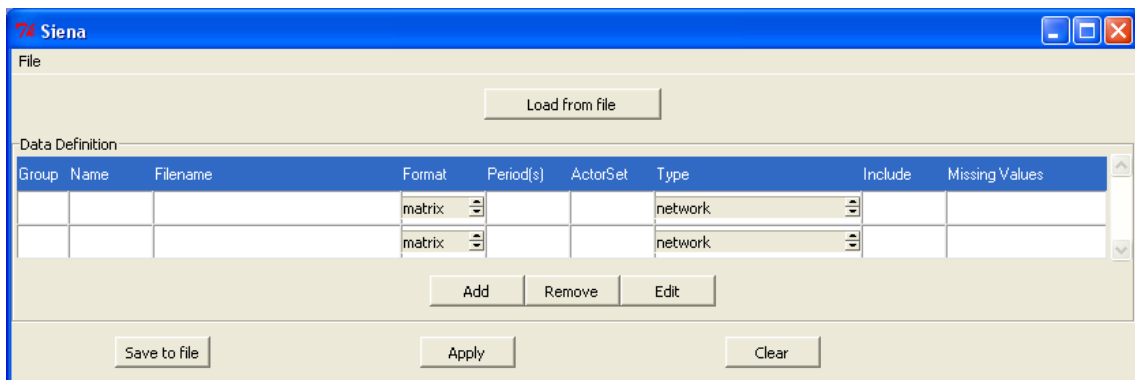 Siena
File
Load from file
Data Definition
Group Name Filename Format Period(s) ActorSet Type Include Missing Values
matrix network
matrix network
Add Remove Edit
Save to file Apply Clear